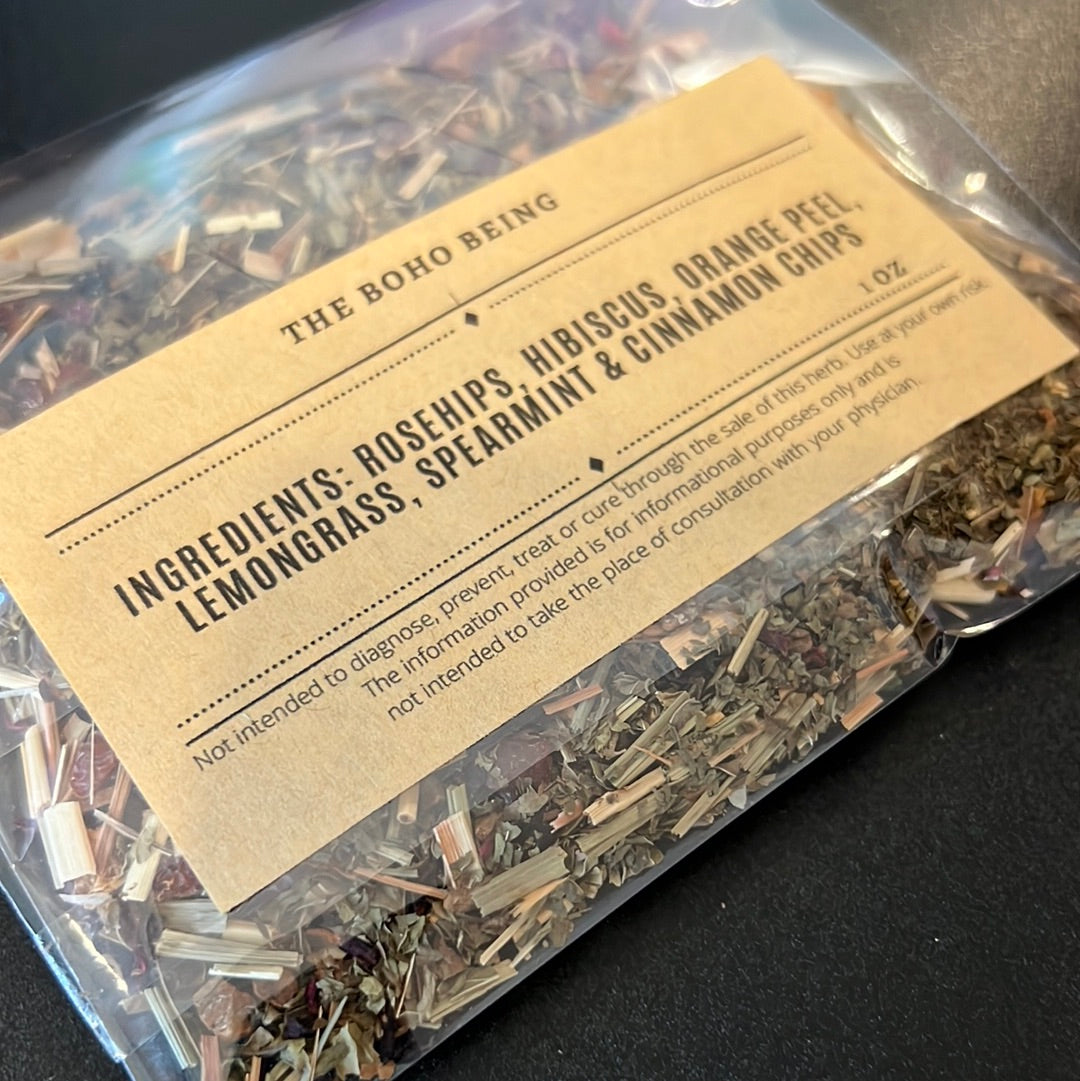 THE BOHO BEING
INGREDIENTS: ROSEHIPS, HIBISCUS, ORANGE PEEL,
LEMONGRASS, SPEARMINT & CINNAMON CHIPS
1 OZ
Not intended to diagnose, prevent, treat or cure through the sale of this herb. Use at your own risk.
The information provided is for informational purposes only and is
not intended to take the place of consultation with your physician.